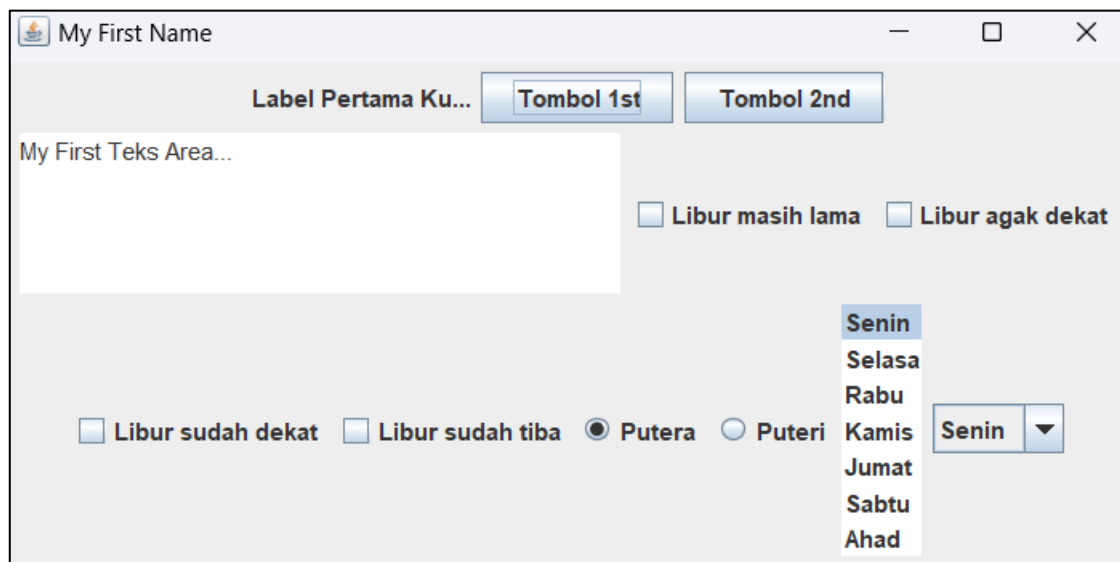 My First Name
Label Pertama Ku... Tombol 1st Tombol 2nd
My First Teks Area...
Libur masih lama Libur agak dekat
Libur sudah dekat Libur sudah tiba Putera Puteri
Senin
Selasa
Rabu
Kamis
Jumat
Sabtu
Ahad
Senin